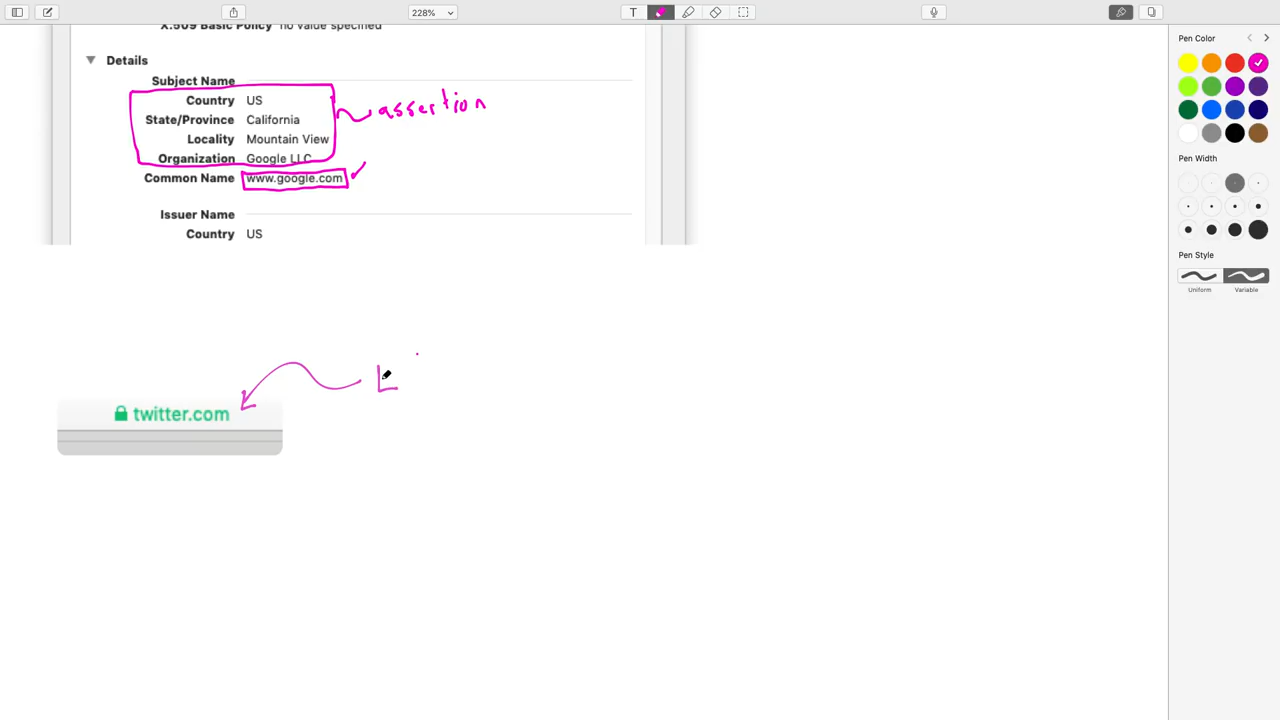 228%
T
X.509 Basic Policy no value specified
Details
Subject Name
Country US
State/Province California
Locality Mountain View
Organization Google LLC
Common Name www.google.com
assertion
Issuer Name
Country US
twitter.com
Pen Color
Pen Width
Pen Style
Uniform Variable